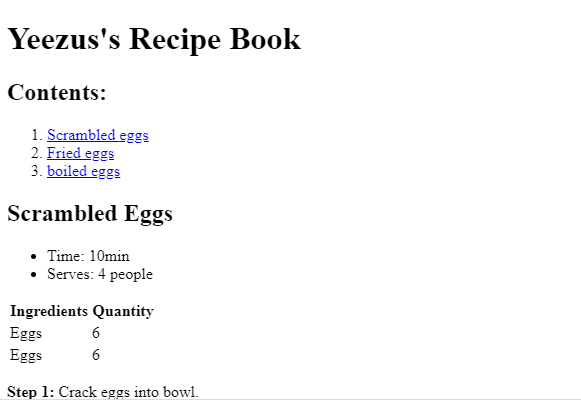 Yeezus's Recipe Book
Contents:
1. Scrambled eggs
2. Fried eggs
3. boiled eggs
Scrambled Eggs
• Time: 10min
• Serves: 4 people
Ingredients Quantity
Eggs 6
Eggs 6
Step 1: Crack eggs into bowl.